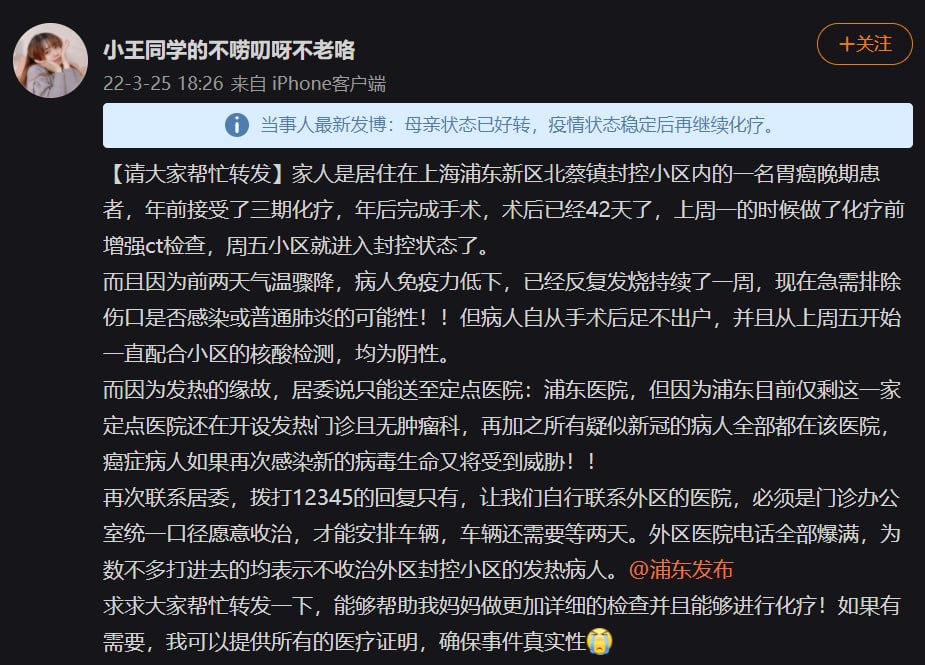 小王同学的不唠叨呀不老咯
+关注
22-3-25 18:26 来自 iPhone客户端
当事人最新发博：母亲状态已好转，疫情状态稳定后再继续化疗。
【请大家帮忙转发】家人是居住在上海浦东新区北蔡镇封控小区内的一名胃癌晚期患
者，年前接受了三期化疗，年后完成手术，术后已经42天了，上周一的时候做了化疗前
增强ct检查，周五小区就进入封控状态了。
而且因为前两天气温骤降，病人免疫力低下，已经反复发烧持续了一周，现在急需排除
伤口是否感染或普通肺炎的可能性！！但病人自从手术后足不出户，并且从上周五开始
一直配合小区的核酸检测，均为阴性。
而因为发热的缘故，居委说只能送至定点医院：浦东医院，但因为浦东目前仅剩这一家
定点医院还在开设发热门诊且无肿瘤科，再加之所有疑似新冠的病人全部都在该医院，
癌症病人如果再次感染新的病毒生命又将受到威胁！！
再次联系居委，拨打12345的回复只有，让我们自行联系外区的医院，必须是门诊办公
室统一口径愿意收治，才能安排车辆，车辆还需要等两天。外区医院电话全部爆满，为
数不多打进去的均表示不收治外区封控小区的发热病人。@浦东发布
求求大家帮忙转发一下，能够帮助我妈妈做更加详细的检查并且能够进行化疗！如果有
需要，我可以提供所有的医疗证明，确保事件真实性😭